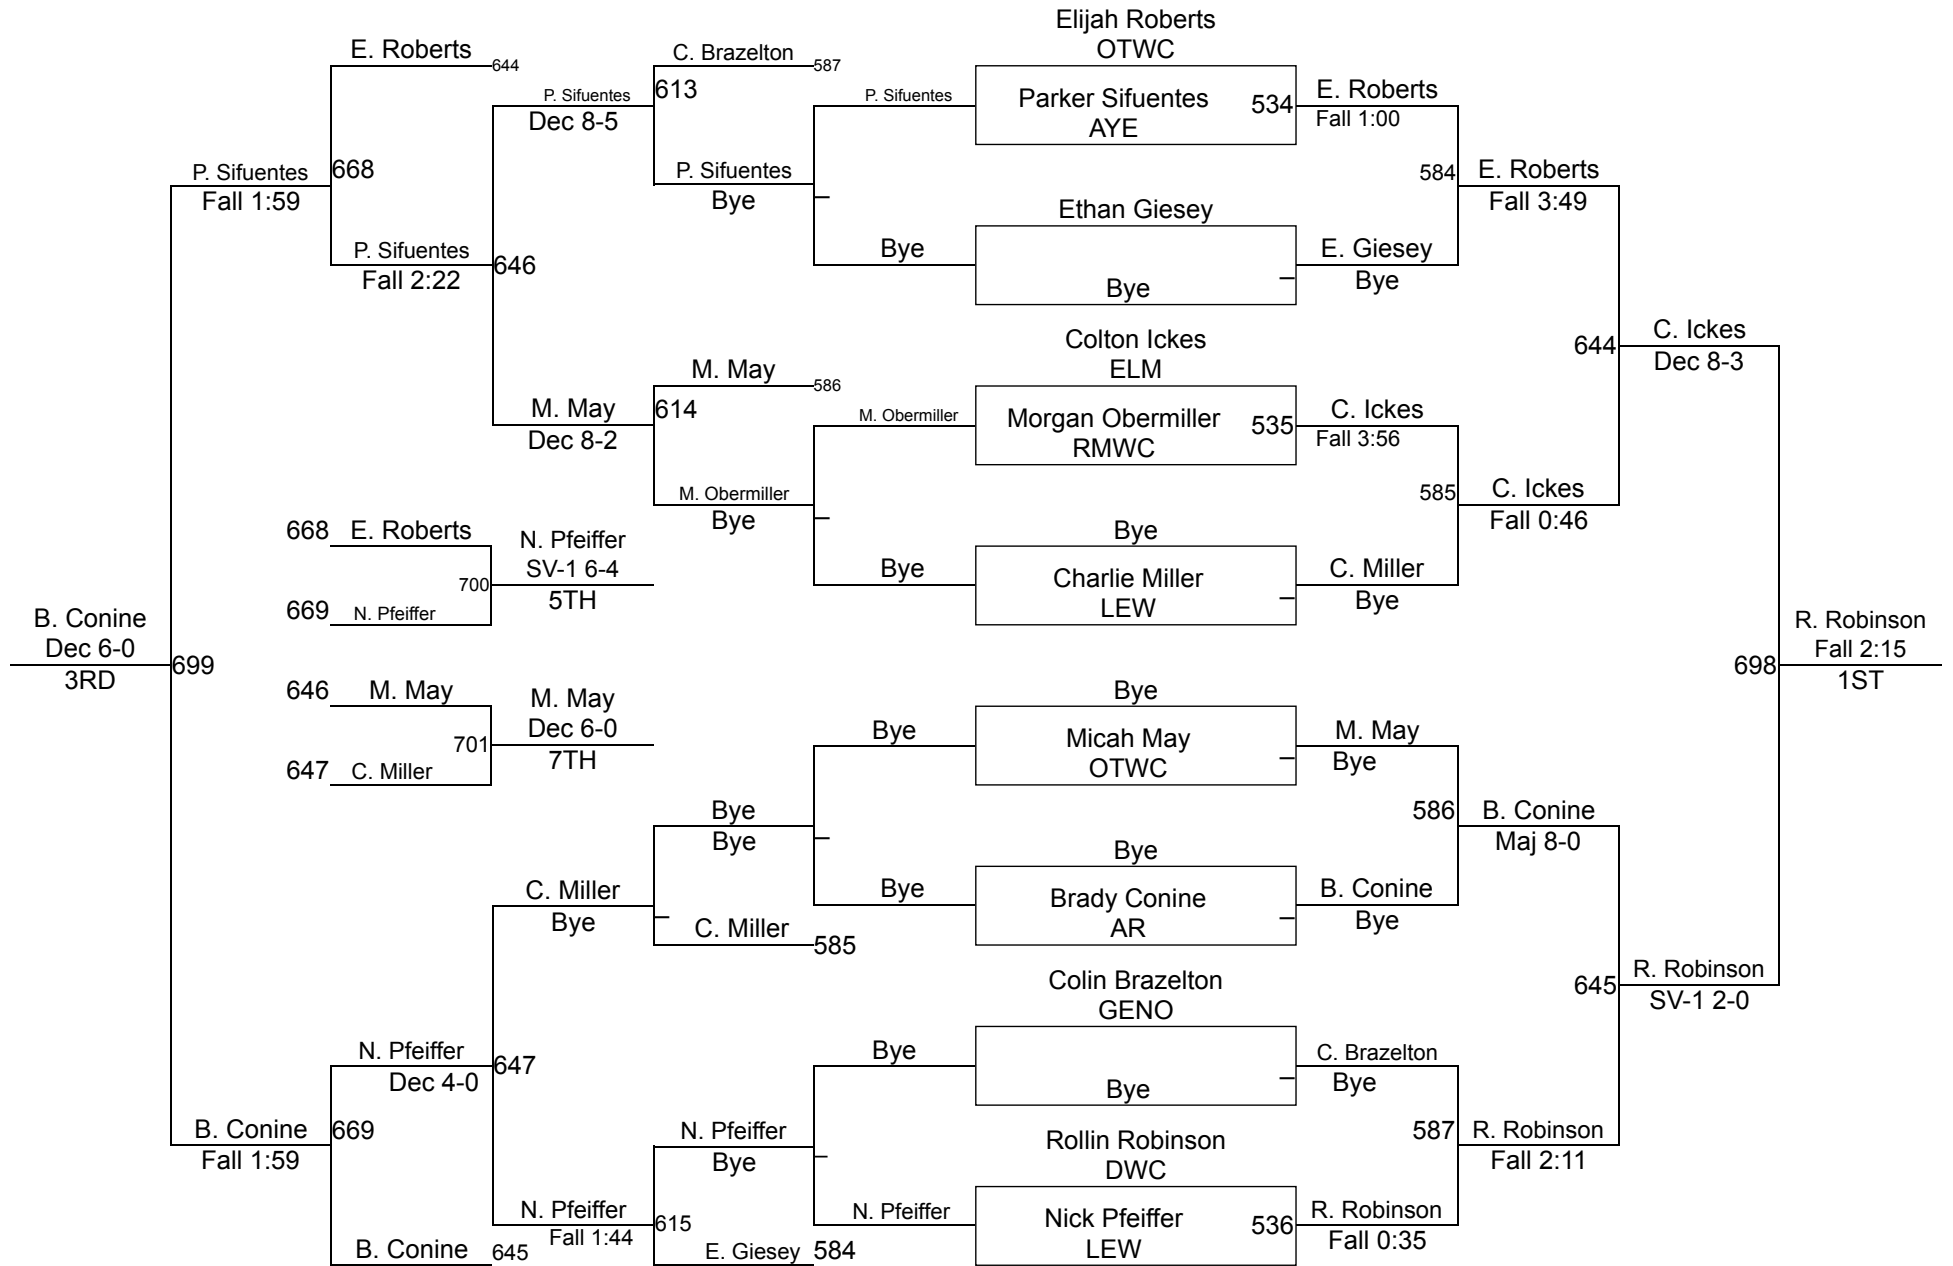 Elijah Roberts
OTWC
E. Roberts
644
C. Brazelton
587
P. Sifuentes
613
Dec 8-5
P. Sifuentes
Parker Sifuentes
AYE
534
E. Roberts
Fall 1:00
P. Sifuentes
Fall 1:59
668
P. Sifuentes
Bye
584
E. Roberts
Fall 3:49
Ethan Giesey
P. Sifuentes
Fall 2:22
646
Bye
Bye
E. Giesey
Bye
Colton Ickes
ELM
644
C. Ickes
Dec 8-3
M. May
586
M. May
Dec 8-2
614
M. Obermiller
Morgan Obermiller
RMWC
535
C. Ickes
Fall 3:56
M. Obermiller
Bye
585
C. Ickes
Fall 0:46
668
E. Roberts
N. Pfeiffer
SV-1 6-4
5TH
700
669
N. Pfeiffer
Bye
Bye
Charlie Miller
LEW
C. Miller
Bye
B. Conine
Dec 6-0
3RD
699
R. Robinson
Fall 2:15
1ST
698
646
M. May
M. May
Dec 6-0
7TH
701
647
C. Miller
Bye
Bye
Micah May
OTWC
M. May
Bye
Bye
Bye
586
B. Conine
Maj 8-0
Bye
C. Miller
Bye
Bye
Brady Conine
AR
B. Conine
Bye
C. Miller
585
Colin Brazelton
GENO
645
R. Robinson
SV-1 2-0
N. Pfeiffer
Dec 4-0
647
Bye
Bye
C. Brazelton
Bye
B. Conine
Fall 1:59
669
N. Pfeiffer
Bye
Rollin Robinson
DWC
587
R. Robinson
Fall 2:11
N. Pfeiffer
Fall 1:44
615
N. Pfeiffer
Nick Pfeiffer
LEW
536
R. Robinson
Fall 0:35
B. Conine
645
E. Giesey
584